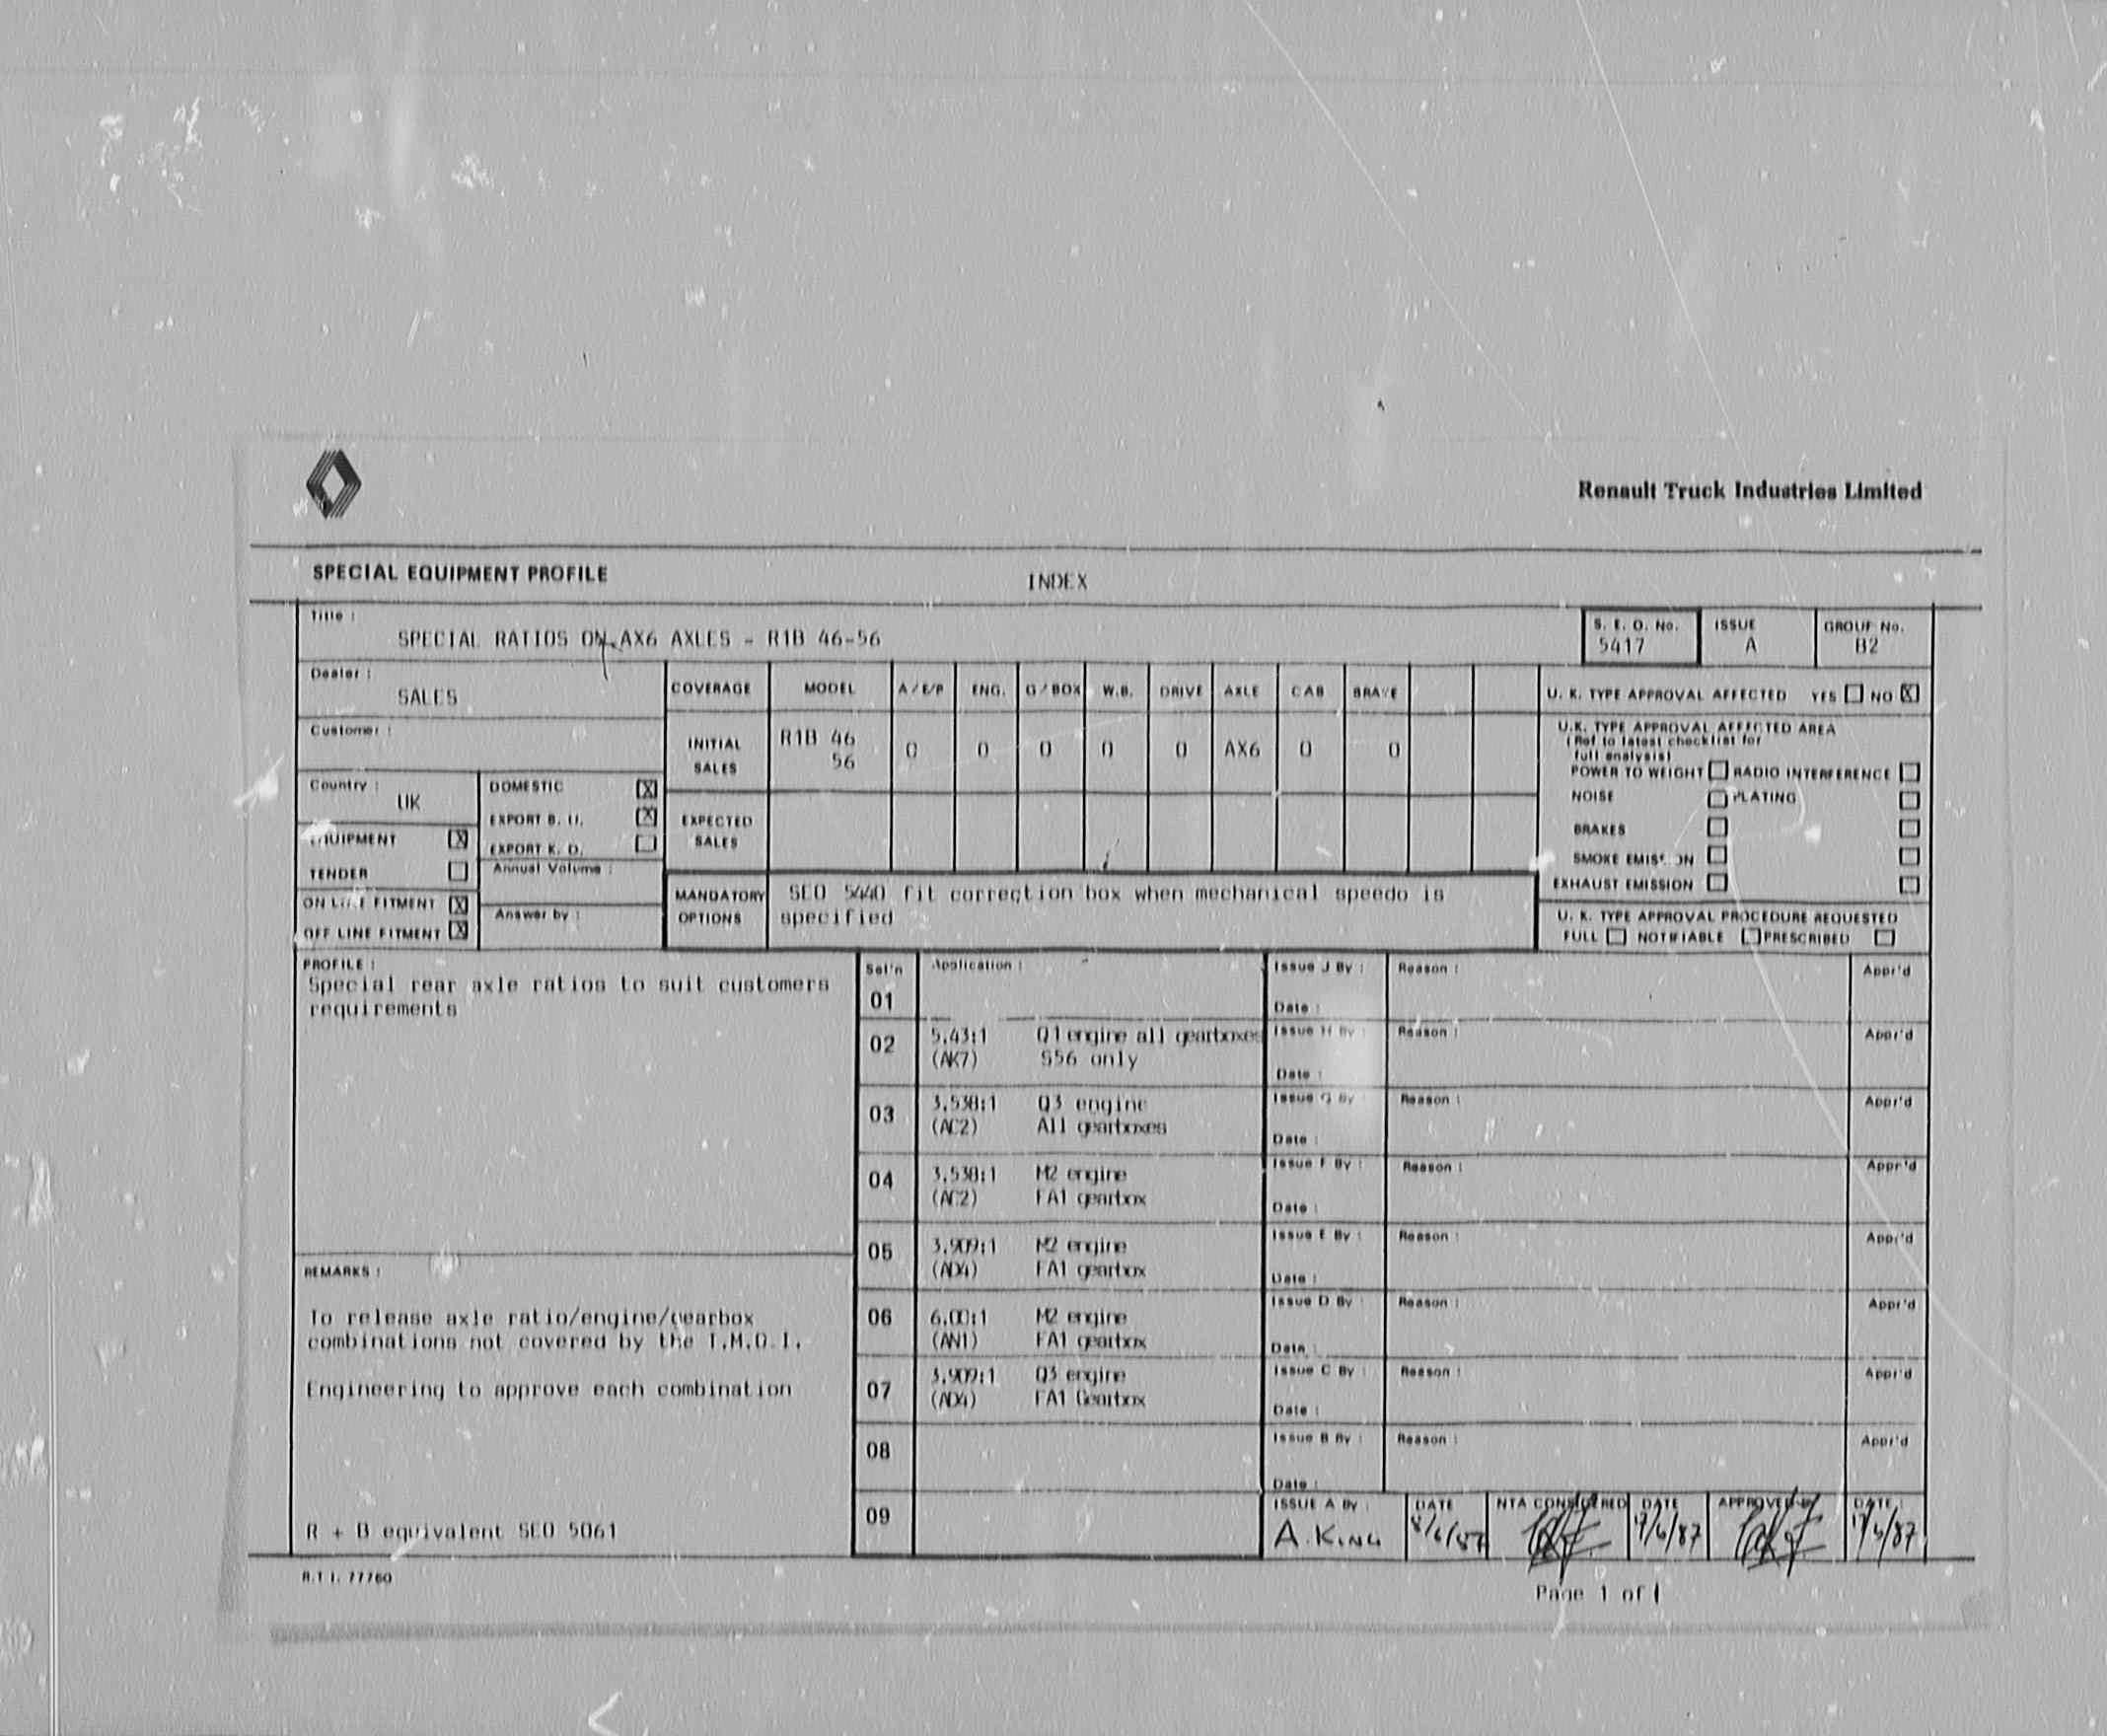 Renault Truck Industries Limited
SPECIAL EQUIPMENT PROFILE
INDEX
Title :
SPECIAL RATIOS ON AX6 AXLES - R1B 46-56
S. E. O. No.
5417
ISSUE
A
GROUP No.
B2
Dealer :
SALES
Customer :
Country :
UK
DOMESTIC [X]
EXPORT B. U. [X]
EXPORT K. D. [ ]
EQUIPMENT [X]
TENDER [ ]
Annual Volume :
ON LINE FITMENT [X]
OFF LINE FITMENT [X]
Answer by :
COVERAGE MODEL A/E/P ENG. G/BOX W.B. DRIVE AXLE CAB BRAKE
INITIAL SALES R1B 46 0 0 0 0 0 AX6 0 0
56
EXPECTED SALES
MANDATORY OPTIONS
SEO 5440 fit correction box when mechanical speedo is
specified
U. K. TYPE APPROVAL AFFECTED YES [ ] NO [X]
U.K. TYPE APPROVAL AFFECTED AREA
(Ref to latest checklist for
full analysis)
POWER TO WEIGHT [ ] RADIO INTERFERENCE [ ]
NOISE [ ] PLATING [ ]
BRAKES [ ] [ ]
SMOKE EMISSION [ ] [ ]
EXHAUST EMISSION [ ] [ ]
U. K. TYPE APPROVAL PROCEDURE REQUESTED
FULL [ ] NOTIFIABLE [ ] PRESCRIBED [ ]
PROFILE :
Special rear axle ratios to suit customers
requirements
REMARKS :
To release axle ratio/engine/gearbox
combinations not covered by the T.M.O.I.
Engineering to approve each combination
R + B equivalent SEO 5061
Sel'n Application :
01
02 5.43:1 Q1 engine all gearboxes
(AK7) S56 only
03 3.538:1 Q3 engine
(AC2) All gearboxes
04 3.538:1 M2 engine
(AC2) FA1 gearbox
05 3.909:1 M2 engine
(AD4) FA1 gearbox
06 6.00:1 M2 engine
(AN1) FA1 gearbox
07 3.909:1 Q3 engine
(AD4) FA1 Gearbox
08
09
Issue J By : Reason : Appr'd
Date :
Issue H By : Reason : Appr'd
Date :
Issue G By : Reason : Appr'd
Date :
Issue F By : Reason : Appr'd
Date :
Issue E By : Reason : Appr'd
Date :
Issue D By : Reason : Appr'd
Date :
Issue C By : Reason : Appr'd
Date :
Issue B By : Reason : Appr'd
Date :
ISSUE A By : DATE NTA CONSIDERED DATE APPROVED BY DATE :
A. KING 8/6/87 17/6/87 17/6/87
R.T I. 77760
Page 1 of 1